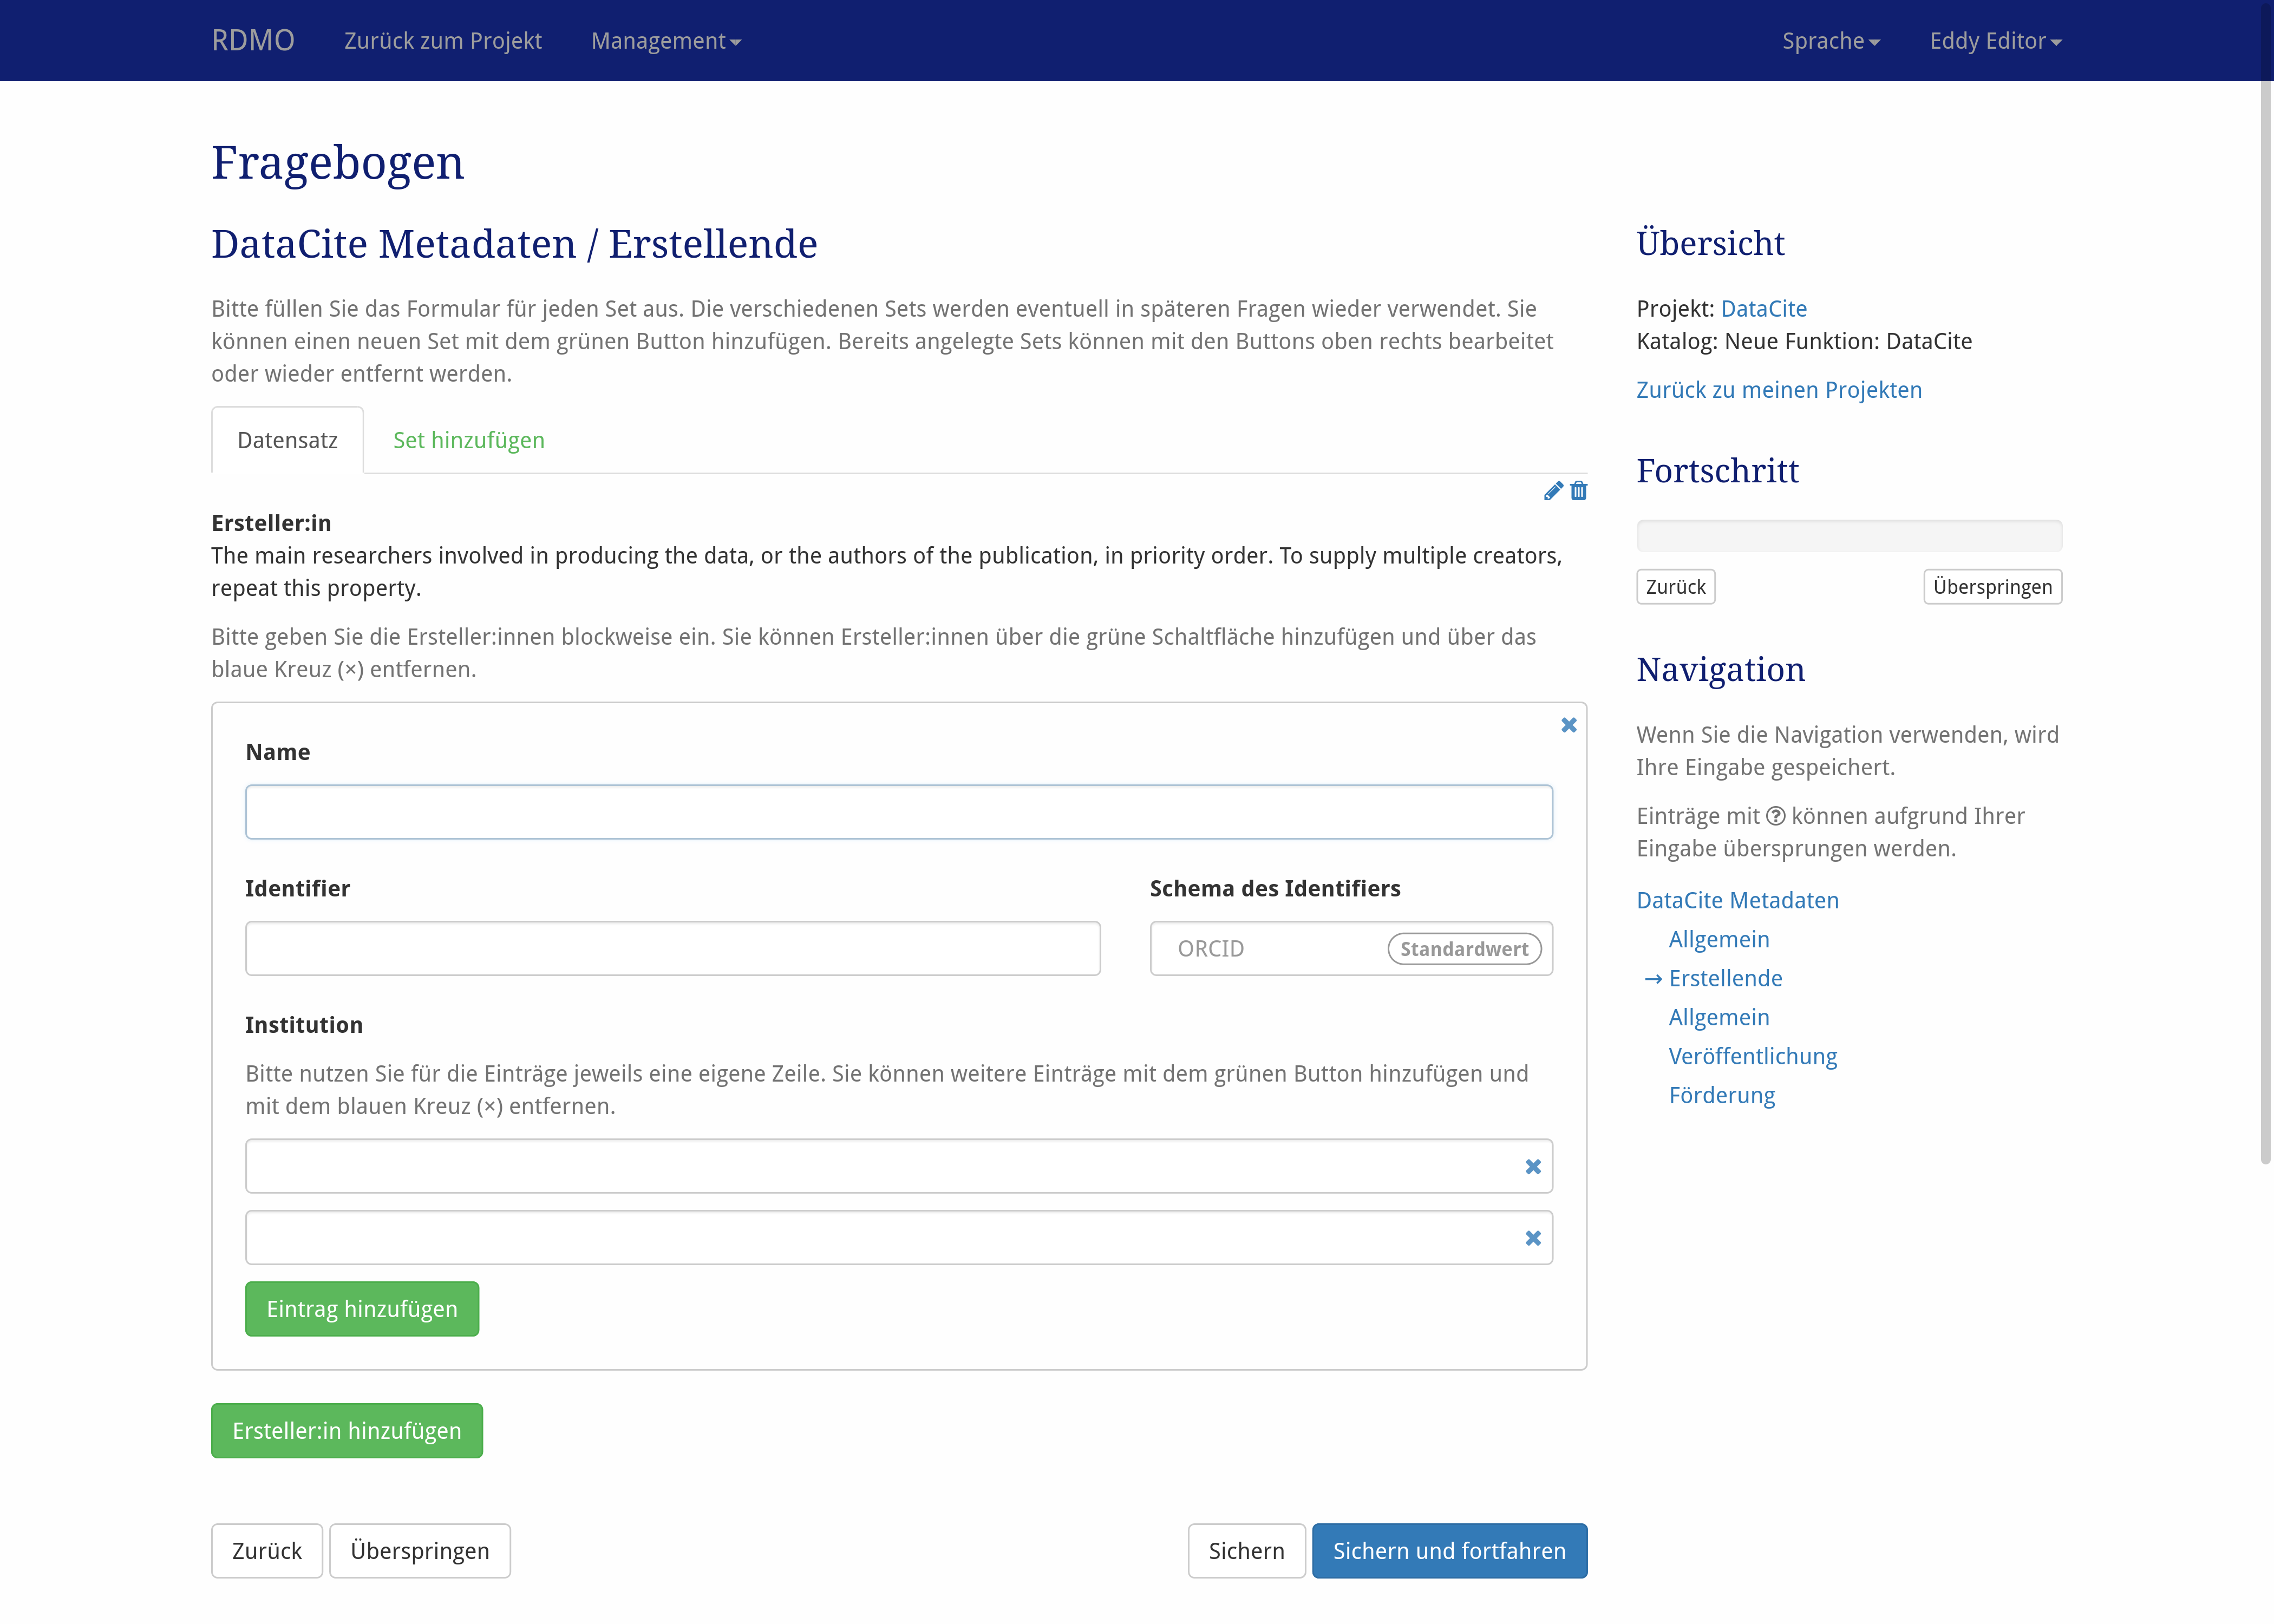 RDMO Zurück zum Projekt Management Sprache Eddy Editor
Fragebogen
DataCite Metadaten / Erstellende
Bitte füllen Sie das Formular für jeden Set aus. Die verschiedenen Sets werden eventuell in späteren Fragen wieder verwendet. Sie
können einen neuen Set mit dem grünen Button hinzufügen. Bereits angelegte Sets können mit den Buttons oben rechts bearbeitet
oder wieder entfernt werden.
Datensatz Set hinzufügen
Ersteller:in
The main researchers involved in producing the data, or the authors of the publication, in priority order. To supply multiple creators,
repeat this property.
Bitte geben Sie die Ersteller:innen blockweise ein. Sie können Ersteller:innen über die grüne Schaltfläche hinzufügen und über das
blaue Kreuz (×) entfernen.
Name
Identifier Schema des Identifiers
ORCID Standardwert
Institution
Bitte nutzen Sie für die Einträge jeweils eine eigene Zeile. Sie können weitere Einträge mit dem grünen Button hinzufügen und
mit dem blauen Kreuz (×) entfernen.
Eintrag hinzufügen
Ersteller:in hinzufügen
Zurück Überspringen Sichern Sichern und fortfahren
Übersicht
Projekt: DataCite
Katalog: Neue Funktion: DataCite
Zurück zu meinen Projekten
Fortschritt
Zurück Überspringen
Navigation
Wenn Sie die Navigation verwenden, wird
Ihre Eingabe gespeichert.
Einträge mit ? können aufgrund Ihrer
Eingabe übersprungen werden.
DataCite Metadaten
Allgemein
→ Erstellende
Allgemein
Veröffentlichung
Förderung